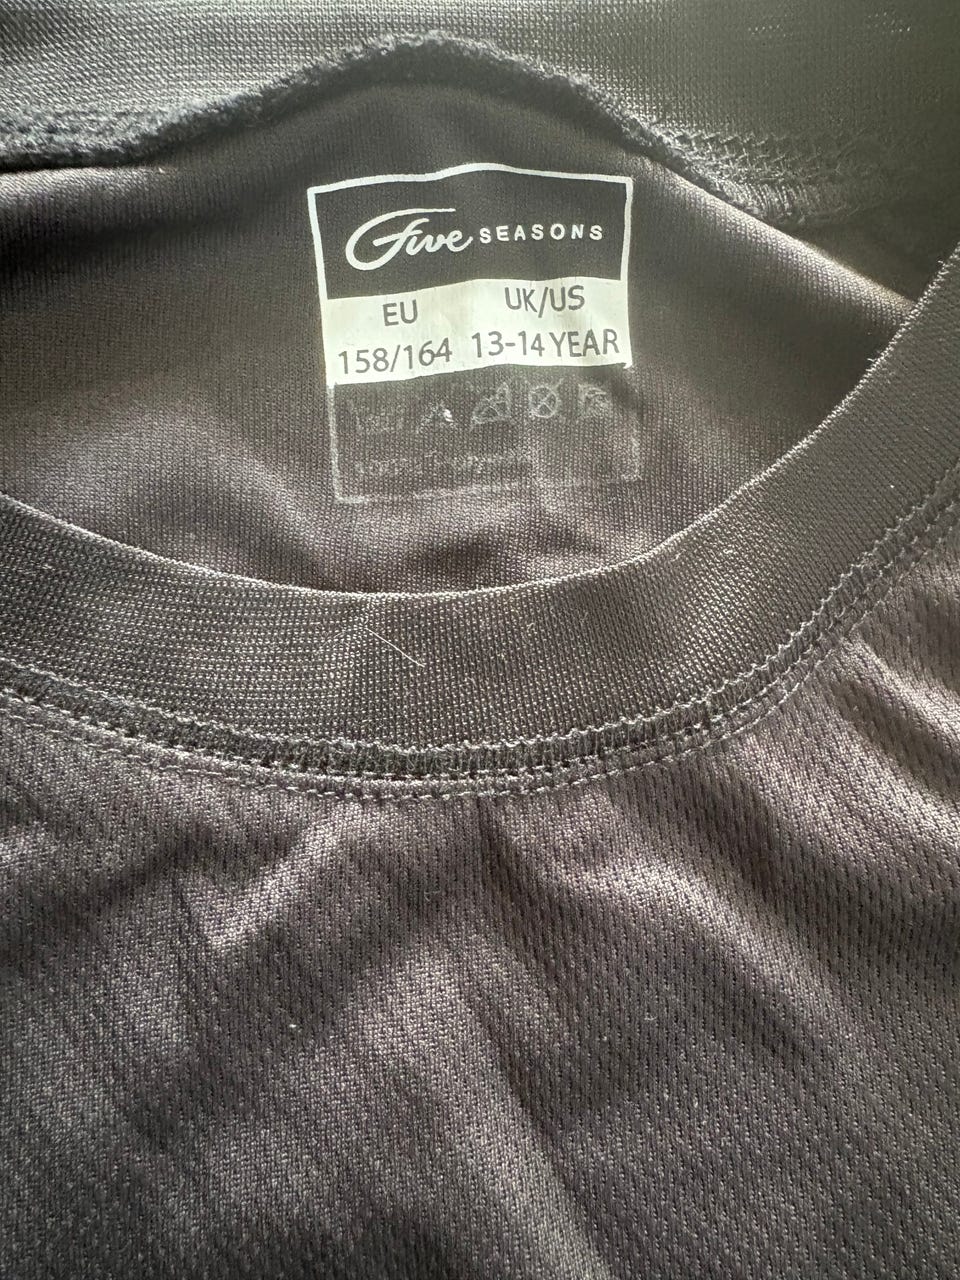 Five SEASONS
EU UK/US
158/164 13-14 YEAR